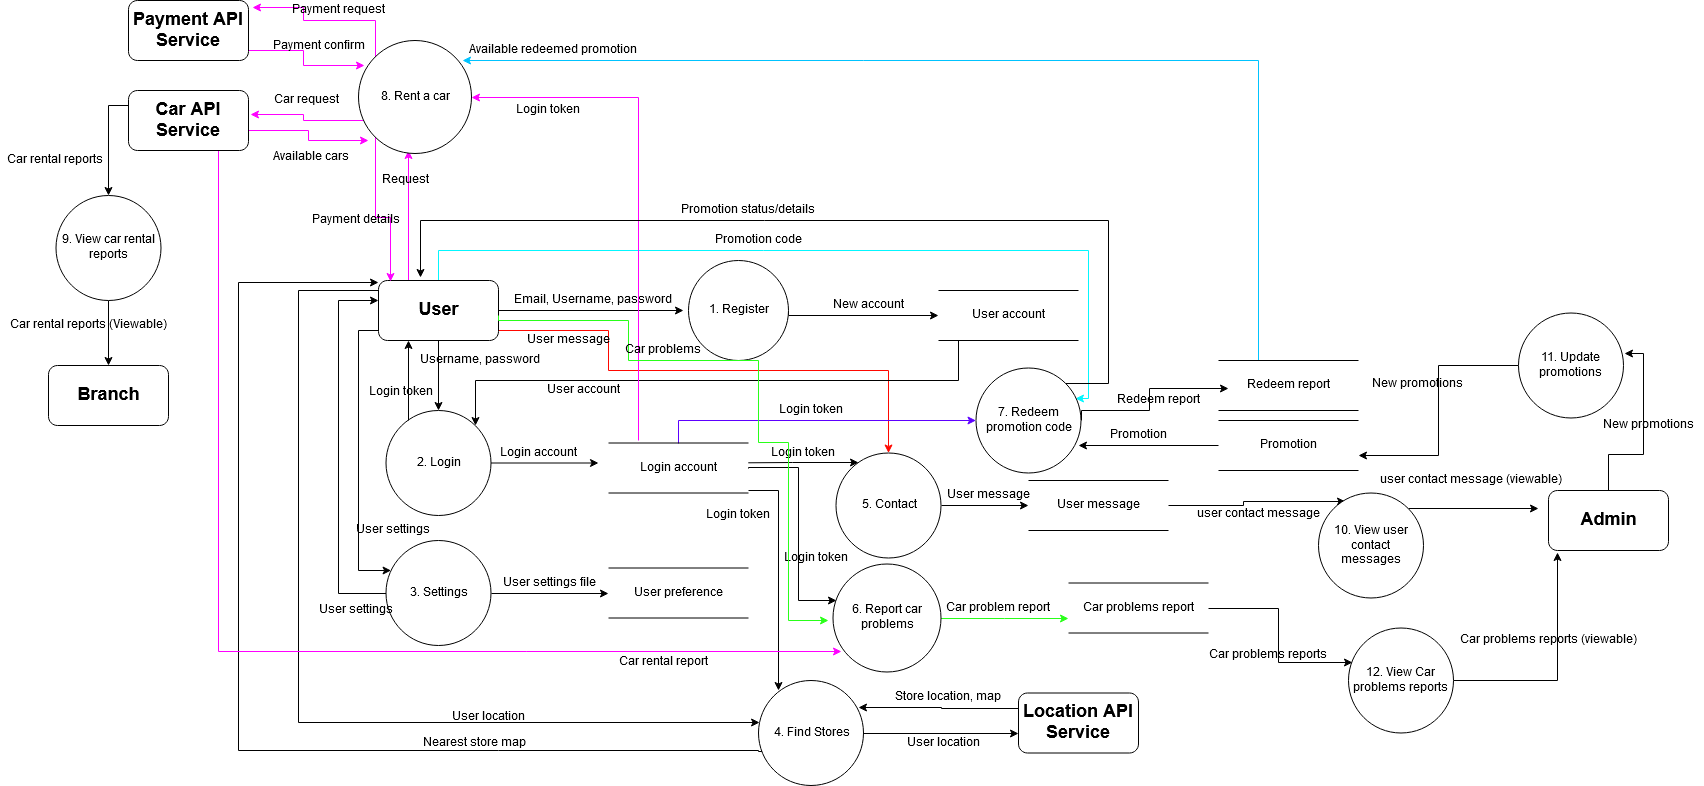 Payment request
Payment API
Service
Payment confirm
Available redeemed promotion
8. Rent a car
Car request
Login token
Car API
Service
Available cars
Car rental reports
Request
Payment details
Promotion status/details
9. View car rental
reports
Promotion code
User
Email, Username, password
1. Register
New account
User account
Car rental reports (Viewable)
User message
Car problems
Username, password
11. Update
promotions
Branch
Login token
User account
Redeem report
New promotions
Redeem report
7. Redeem
promotion code
Login token
Promotion
Promotion
New promotions
2. Login
Login account
Login account
Login token
user contact message (viewable)
5. Contact
User message
User message
user contact message
Login token
Admin
10. View user
contact
messages
User settings
Login token
3. Settings
User settings file
User preference
User settings
6. Report car
problems
Car problem report
Car problems report
Car problems reports (viewable)
Car problems reports
Car rental report
12. View Car
problems reports
Store location, map
Location API
Service
User location
4. Find Stores
User location
Nearest store map